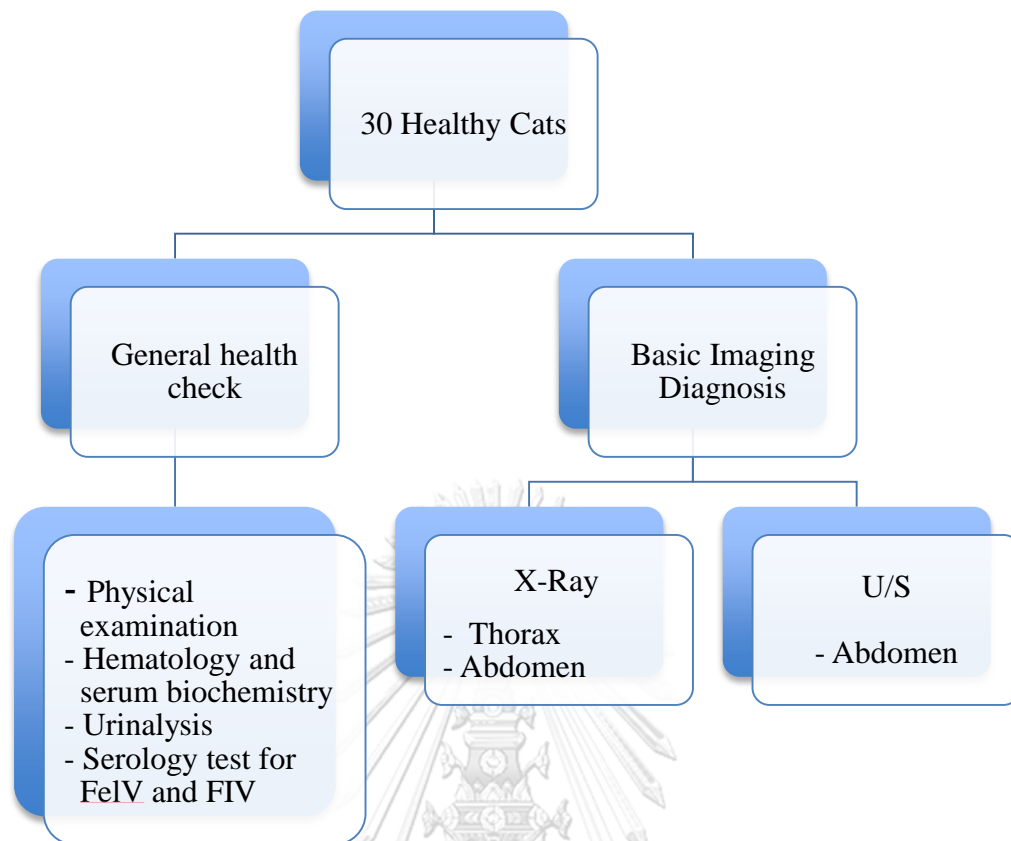 30 Healthy Cats
General health
check
Basic Imaging
Diagnosis
- Physical
examination
- Hematology and
serum biochemistry
- Urinalysis
- Serology test for
FelV and FIV
X-Ray
- Thorax
- Abdomen
U/S
- Abdomen